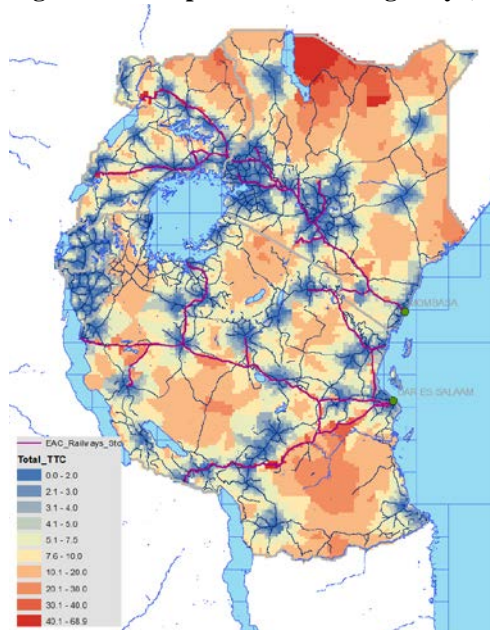 MOMBASA
DAR ES SALAAM
EAC_Railways_Stc
Total_TTC
0.0 - 2.0
2.1 - 3.0
3.1 - 4.0
4.1 - 5.0
5.1 - 7.5
7.6 - 10.0
10.1 - 20.0
20.1 - 30.0
30.1 - 40.0
40.1 - 68.9